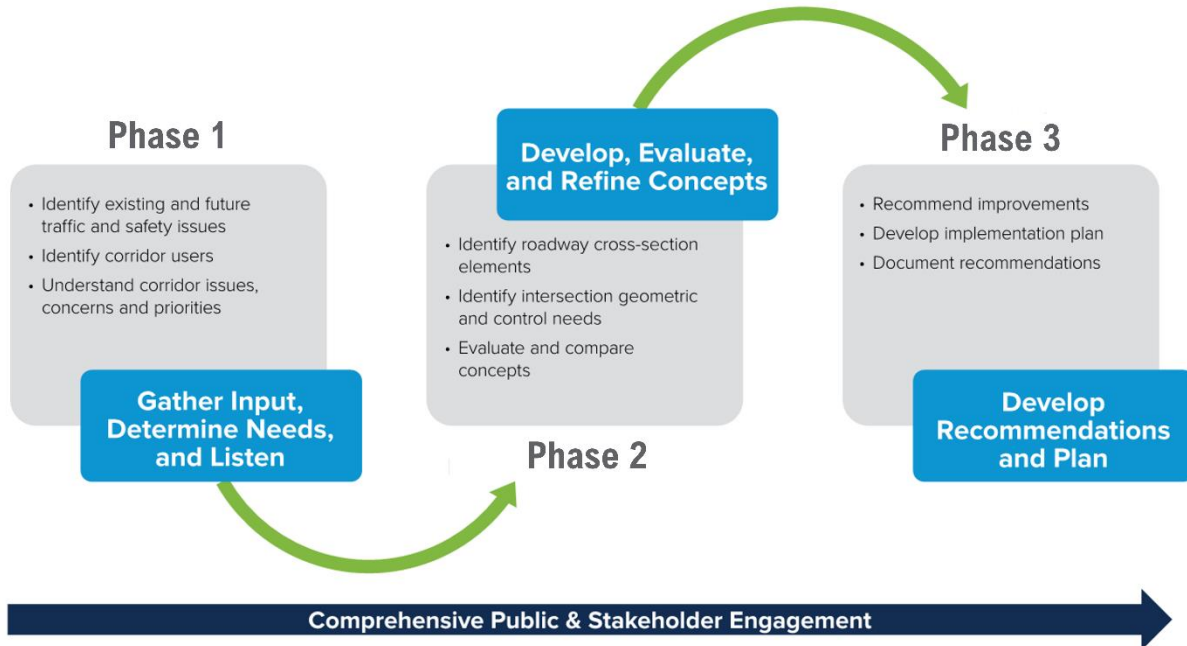 Phase 1
• Identify existing and future
traffic and safety issues
• Identify corridor users
• Understand corridor issues,
concerns and priorities
Gather Input,
Determine Needs,
and Listen
Develop, Evaluate,
and Refine Concepts
• Identify roadway cross-section
elements
• Identify intersection geometric
and control needs
• Evaluate and compare
concepts
Phase 2
Phase 3
• Recommend improvements
• Develop implementation plan
• Document recommendations
Develop
Recommendations
and Plan
Comprehensive Public & Stakeholder Engagement